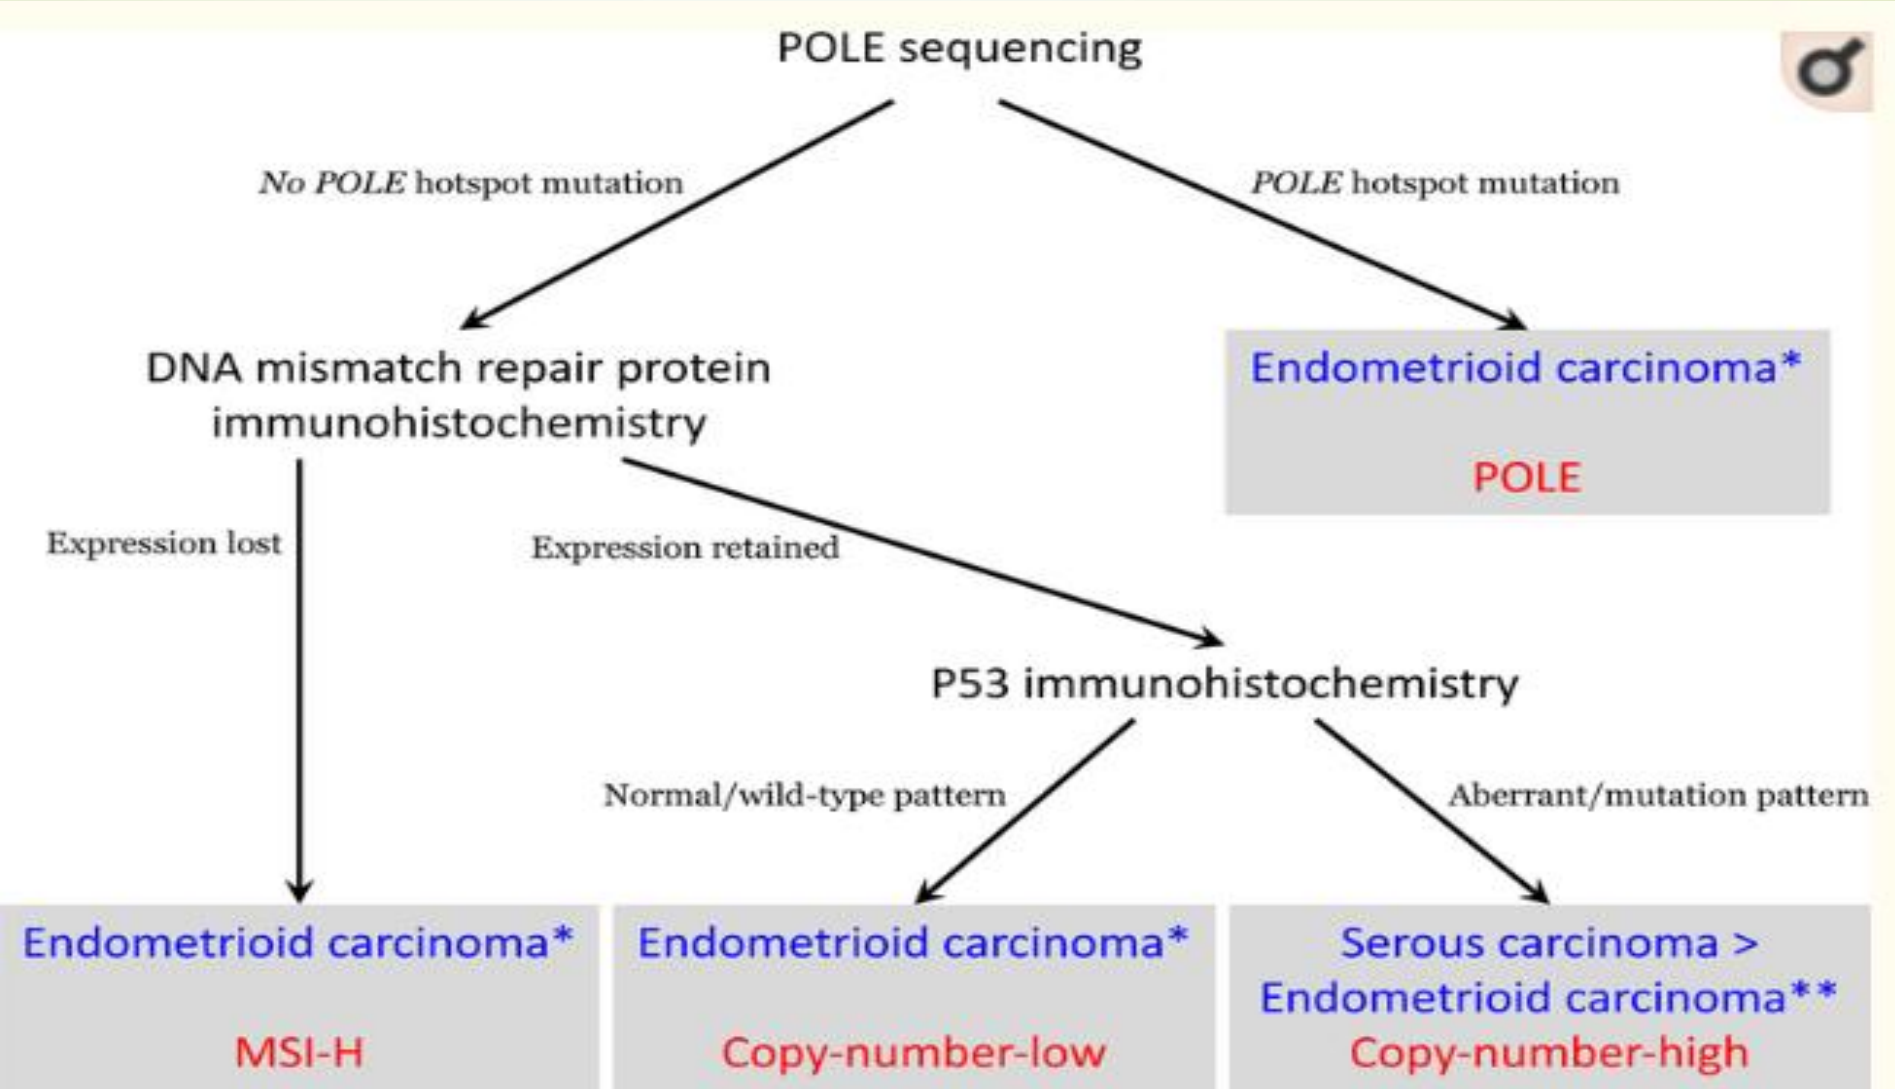 POLE sequencing
No POLE hotspot mutation
POLE hotspot mutation
DNA mismatch repair protein
immunohistochemistry
Endometrioid carcinoma*
POLE
Expression lost
Expression retained
P53 immunohistochemistry
Normal/wild-type pattern
Aberrant/mutation pattern
Endometrioid carcinoma*
MSI-H
Endometrioid carcinoma*
Copy-number-low
Serous carcinoma >
Endometrioid carcinoma**
Copy-number-high